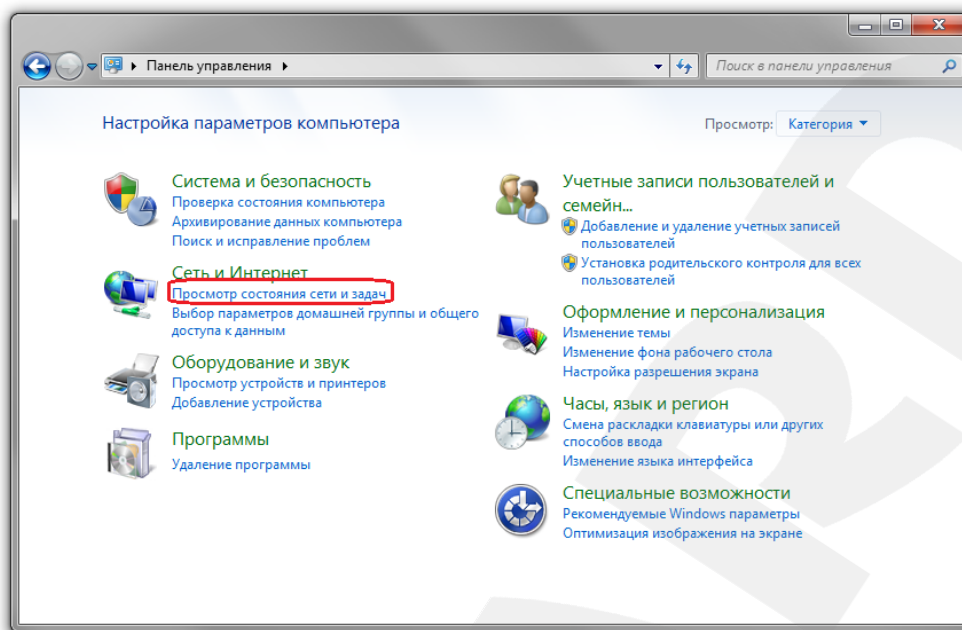 Панель управления
Поиск в панели управления
Настройка параметров компьютера
Просмотр: Категория
Система и безопасность
Проверка состояния компьютера
Архивирование данных компьютера
Поиск и исправление проблем
Сеть и Интернет
Просмотр состояния сети и задач
Выбор параметров домашней группы и общего
доступа к данным
Оборудование и звук
Просмотр устройств и принтеров
Добавление устройства
Программы
Удаление программы
Учетные записи пользователей и
семейн...
Добавление и удаление учетных записей
пользователей
Установка родительского контроля для всех
пользователей
Оформление и персонализация
Изменение темы
Изменение фона рабочего стола
Настройка разрешения экрана
Часы, язык и регион
Смена раскладки клавиатуры или других
способов ввода
Изменение языка интерфейса
Специальные возможности
Рекомендуемые Windows параметры
Оптимизация изображения на экране